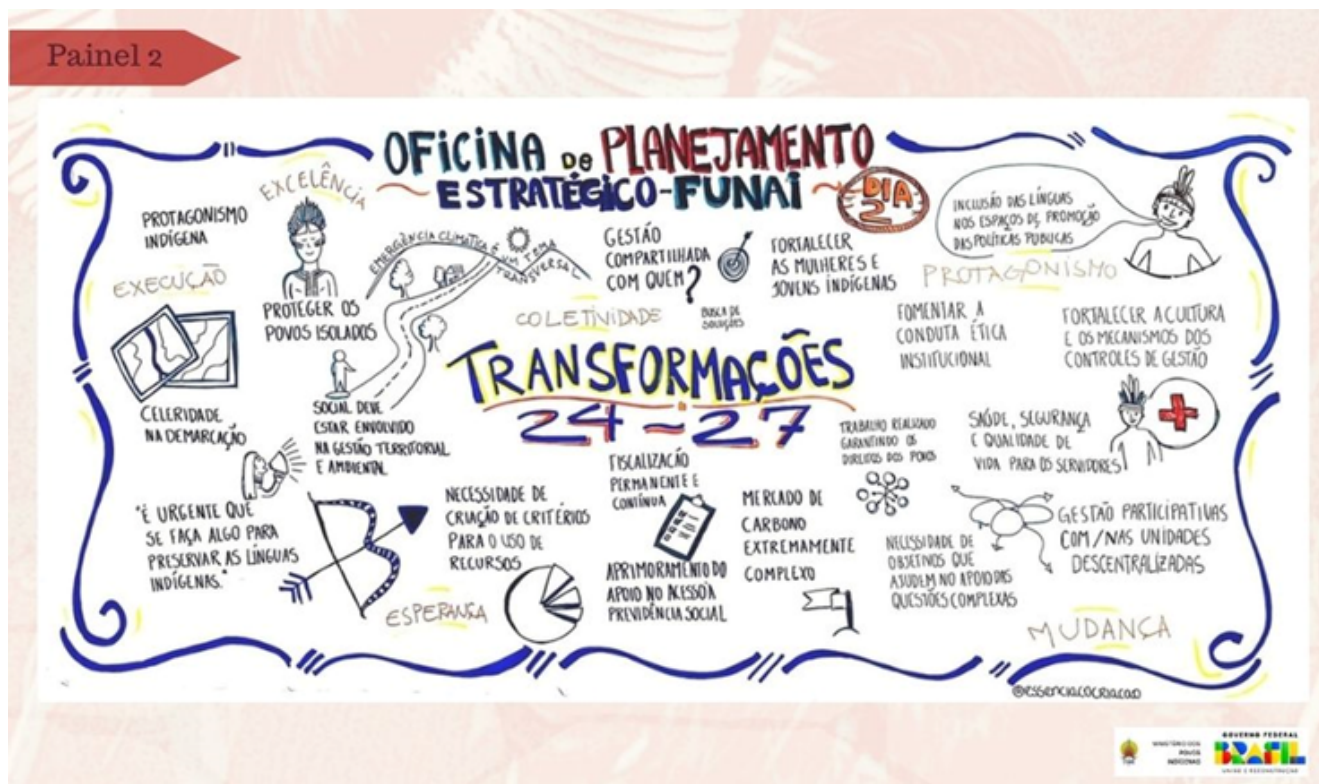 Painel 2
OFICINA DE PLANEJAMENTO
ESTRATÉGICO-FUNAI
DIA
2
EXCELÊNCIA
PROTAGONISMO
INDÍGENA
EXECUÇÃO
PROTEGER OS
POVOS ISOLADOS
EMERGÊNCIA CLIMÁTICA É
UM TEMA
TRANSVERSAL
GESTÃO
COMPARTILHADA
COM QUEM?
FORTALECER
AS MULHERES E
JOVENS INDÍGENAS
INCLUSÃO DAS LÍNGUAS
NOS ESPAÇOS DE PROMOÇÃO
DAS POLÍTICAS PÚBLICAS
PROTAGONISMO
COLETIVIDADE
BUSCA DE
SOLUÇÕES
FOMENTAR A
CONDUTA ÉTICA
INSTITUCIONAL
FORTALECER A CULTURA
E OS MECANISMOS DOS
CONTROLES DE GESTÃO
TRANSFORMAÇÕES
24-27
CELERIDADE
NA DEMARCAÇÃO
SOCIAL DEVE
ESTAR ENVOLVIDO
NA GESTÃO TERRITORIAL
E AMBIENTAL
TRABALHO REALIZADO
GARANTINDO OS
DIREITOS DOS POVOS
SAÚDE, SEGURANÇA
E QUALIDADE DE
VIDA PARA OS SERVIDORES
"É URGENTE QUE
SE FAÇA ALGO PARA
PRESERVAR AS LÍNGUAS
INDÍGENAS."
NECESSIDADE DE
CRIAÇÃO DE CRITÉRIOS
PARA O USO DE
RECURSOS
ESPERANÇA
FISCALIZAÇÃO
PERMANENTE E
CONTÍNUA
APRIMORAMENTO DO
APOIO NO ACESSO À
PREVIDÊNCIA SOCIAL
MERCADO DE
CARBONO
EXTREMAMENTE
COMPLEXO
NECESSIDADE DE
OBJETIVOS QUE
AJUDEM NO APOIO DAS
QUESTÕES COMPLEXAS
GESTÃO PARTICIPATIVAS
COM/NAS UNIDADES
DESCENTRALIZADAS
MUDANÇA
@essenciacocriacao
MINISTÉRIO DOS
POVOS
INDÍGENAS
GOVERNO FEDERAL
BRASIL
UNIÃO E RECONSTRUÇÃO